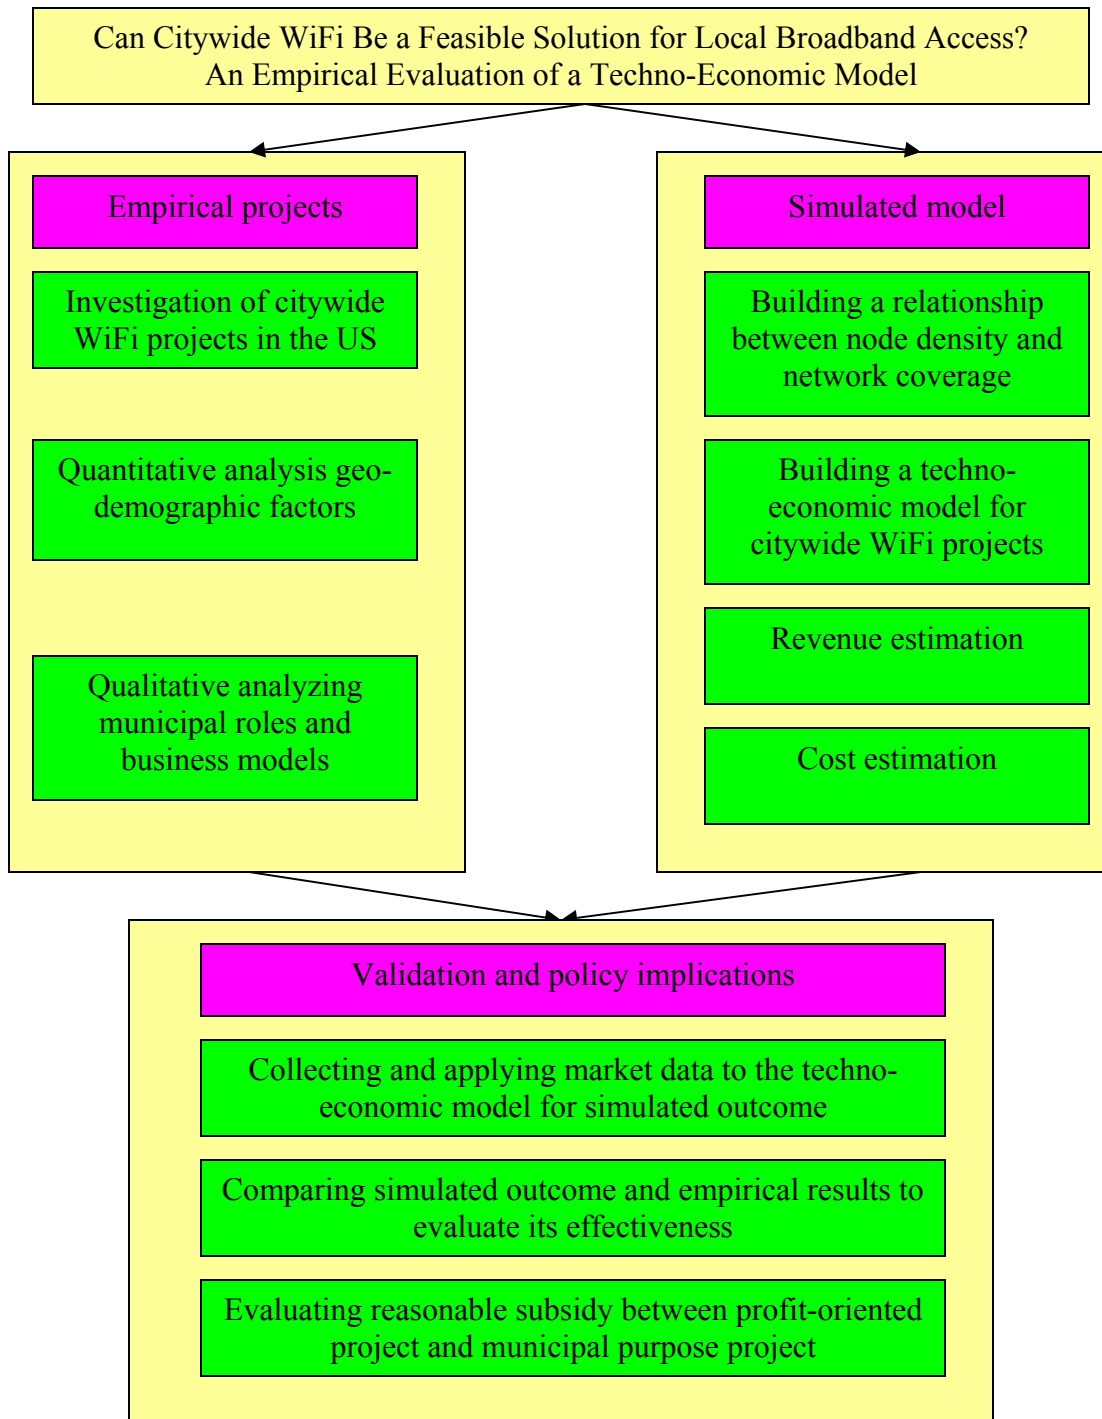 Can Citywide WiFi Be a Feasible Solution for Local Broadband Access?
An Empirical Evaluation of a Techno-Economic Model
Empirical projects
Investigation of citywide
WiFi projects in the US
Quantitative analysis geo-
demographic factors
Qualitative analyzing
municipal roles and
business models
Simulated model
Building a relationship
between node density and
network coverage
Building a techno-
economic model for
citywide WiFi projects
Revenue estimation
Cost estimation
Validation and policy implications
Collecting and applying market data to the techno-
economic model for simulated outcome
Comparing simulated outcome and empirical results to
evaluate its effectiveness
Evaluating reasonable subsidy between profit-oriented
project and municipal purpose project